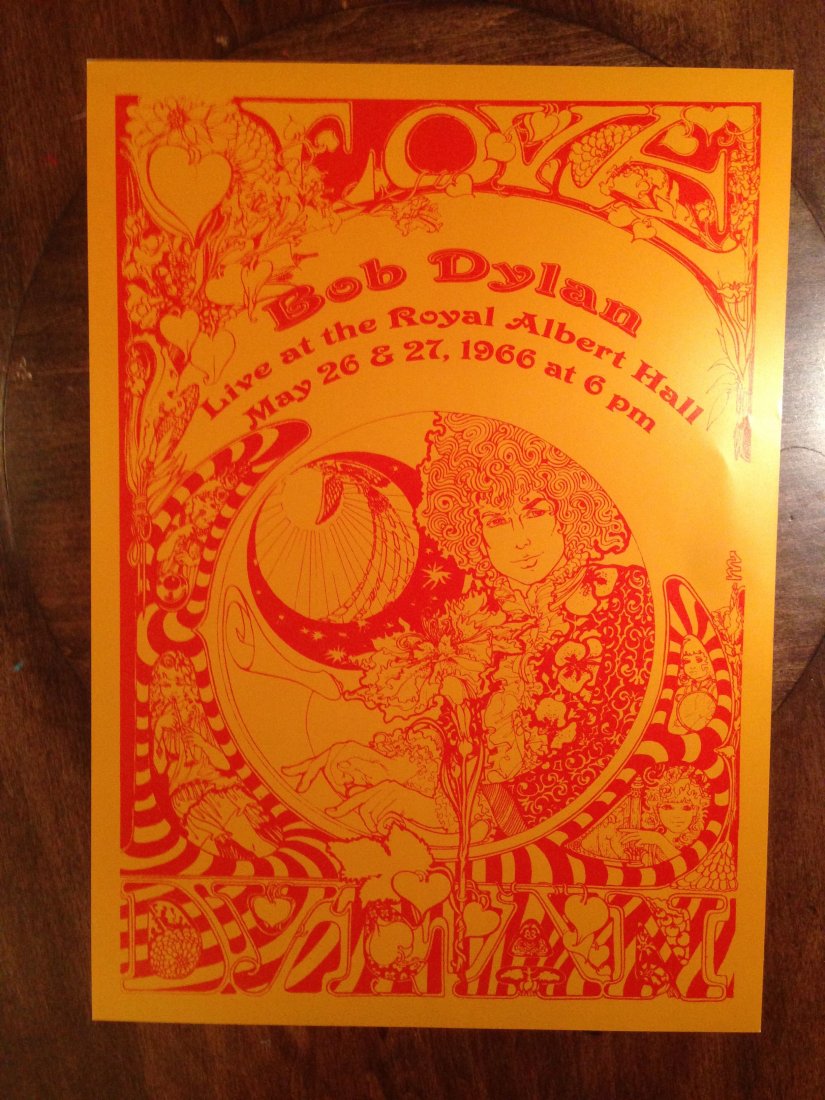 LOVE
Bob Dylan
Live at the Royal Albert Hall
May 26 & 27, 1966 at 6 pm